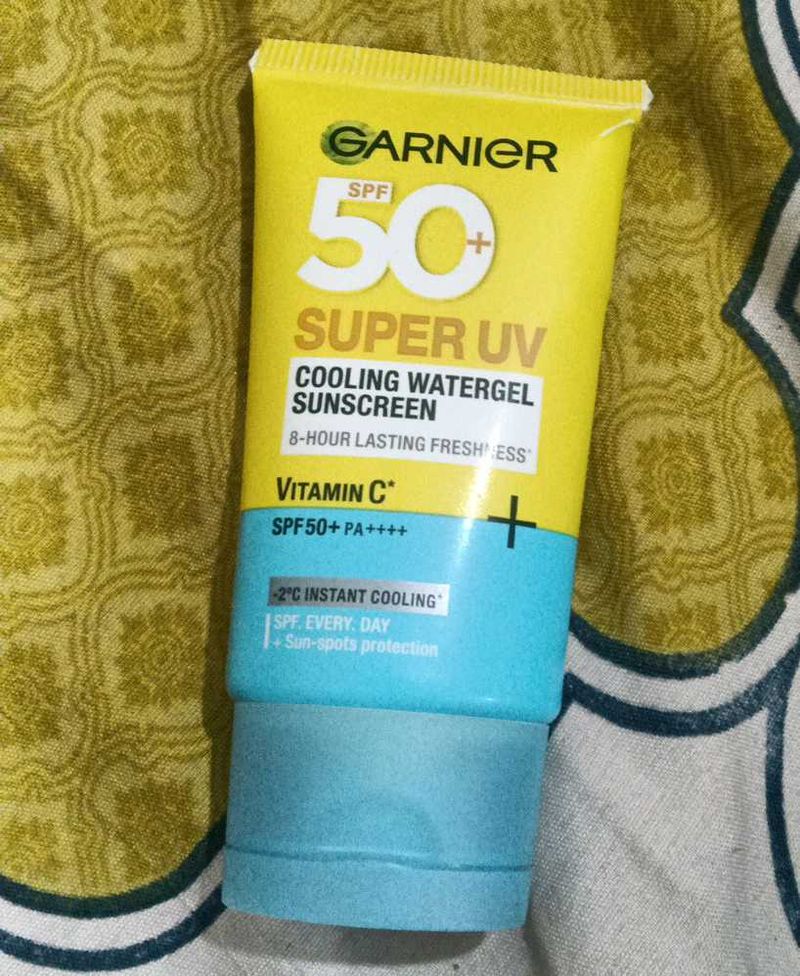 GARNIER
SPF
50+
SUPER UV
COOLING WATERGEL
SUNSCREEN
8-HOUR LASTING FRESHNESS*
VITAMIN C*
+
SPF50+ PA++++
-2°C INSTANT COOLING*
SPF. EVERY. DAY
+ Sun-spots protection